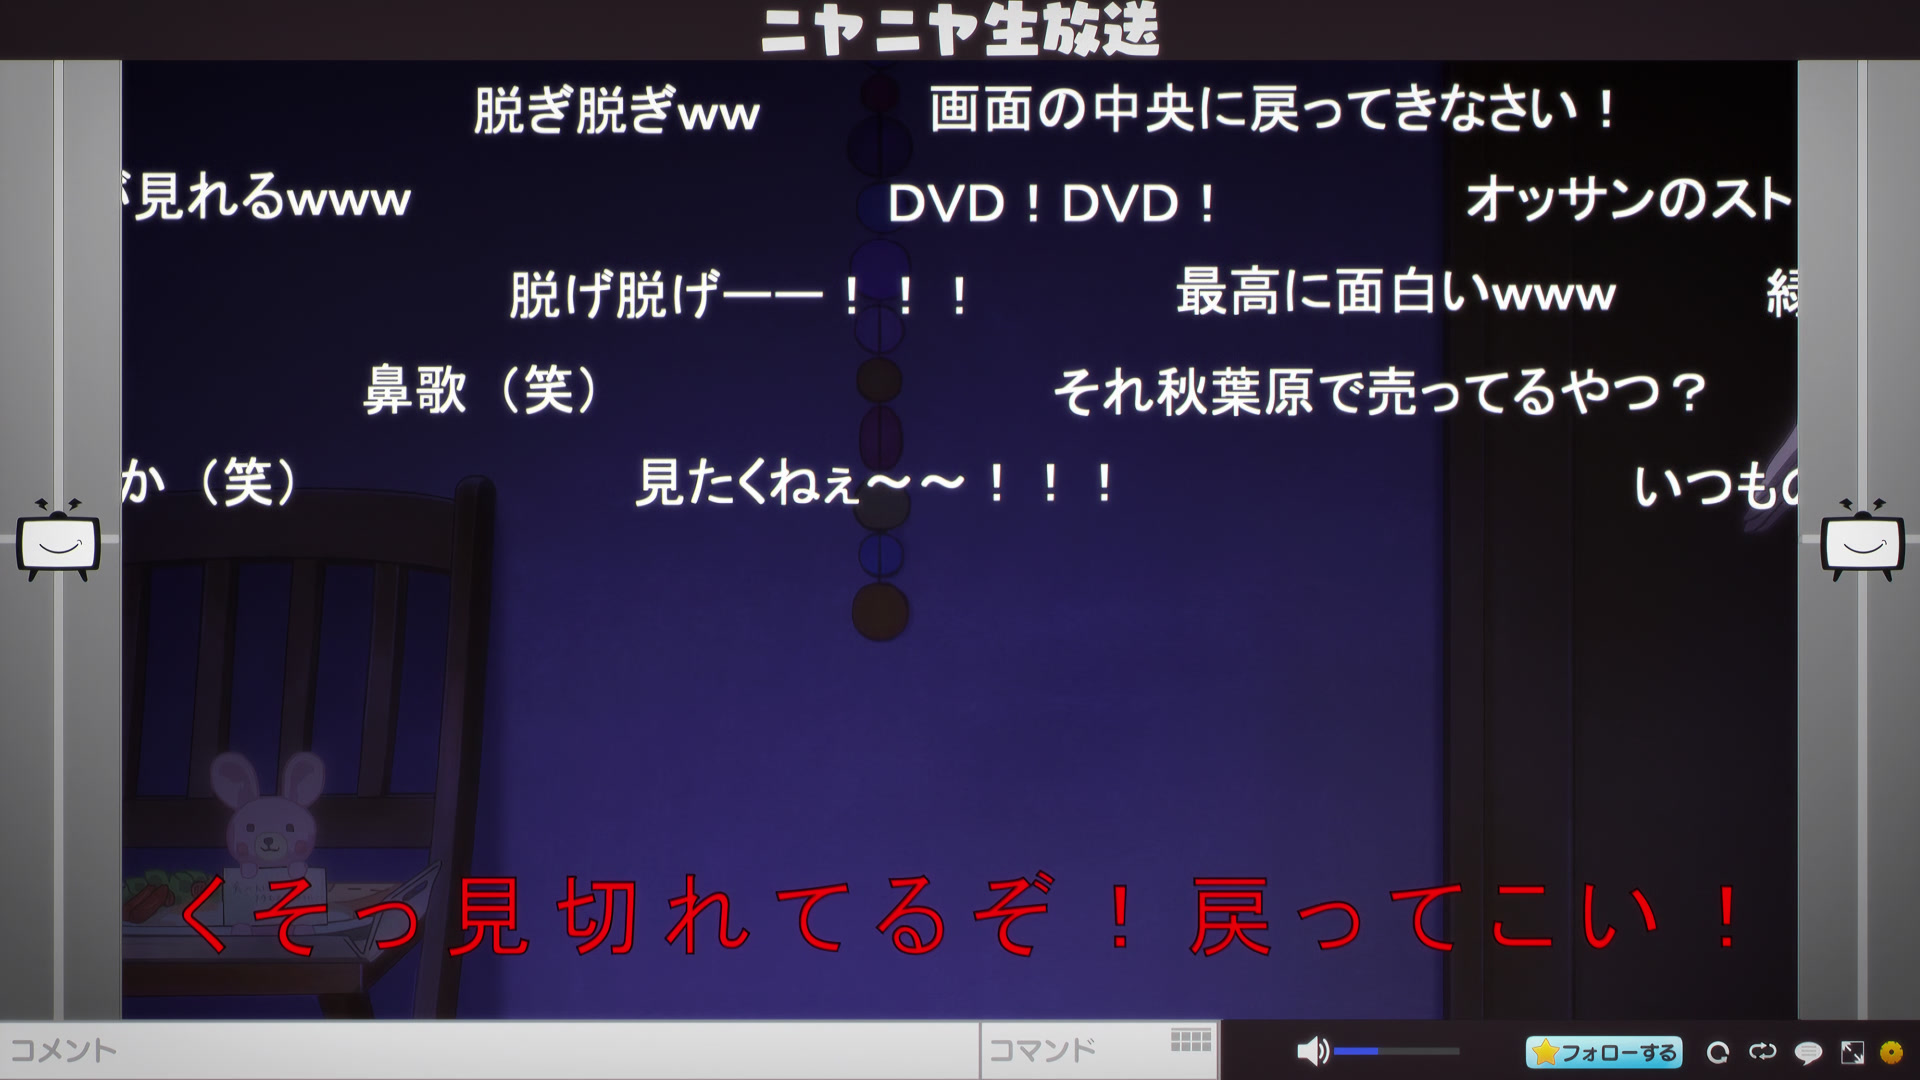 ニヤニヤ生放送
脱ぎ脱ぎww 画面の中央に戻ってきなさい！
が見れるwww DVD！DVD！ オッサンのスト
脱げ脱げーー！！！ 最高に面白いwww 緑
鼻歌（笑） それ秋葉原で売ってるやつ？
か（笑） 見たくねぇ～～！！！ いつもの
くそっ見切れてるぞ！戻ってこい！
コメント コマンド フォローする